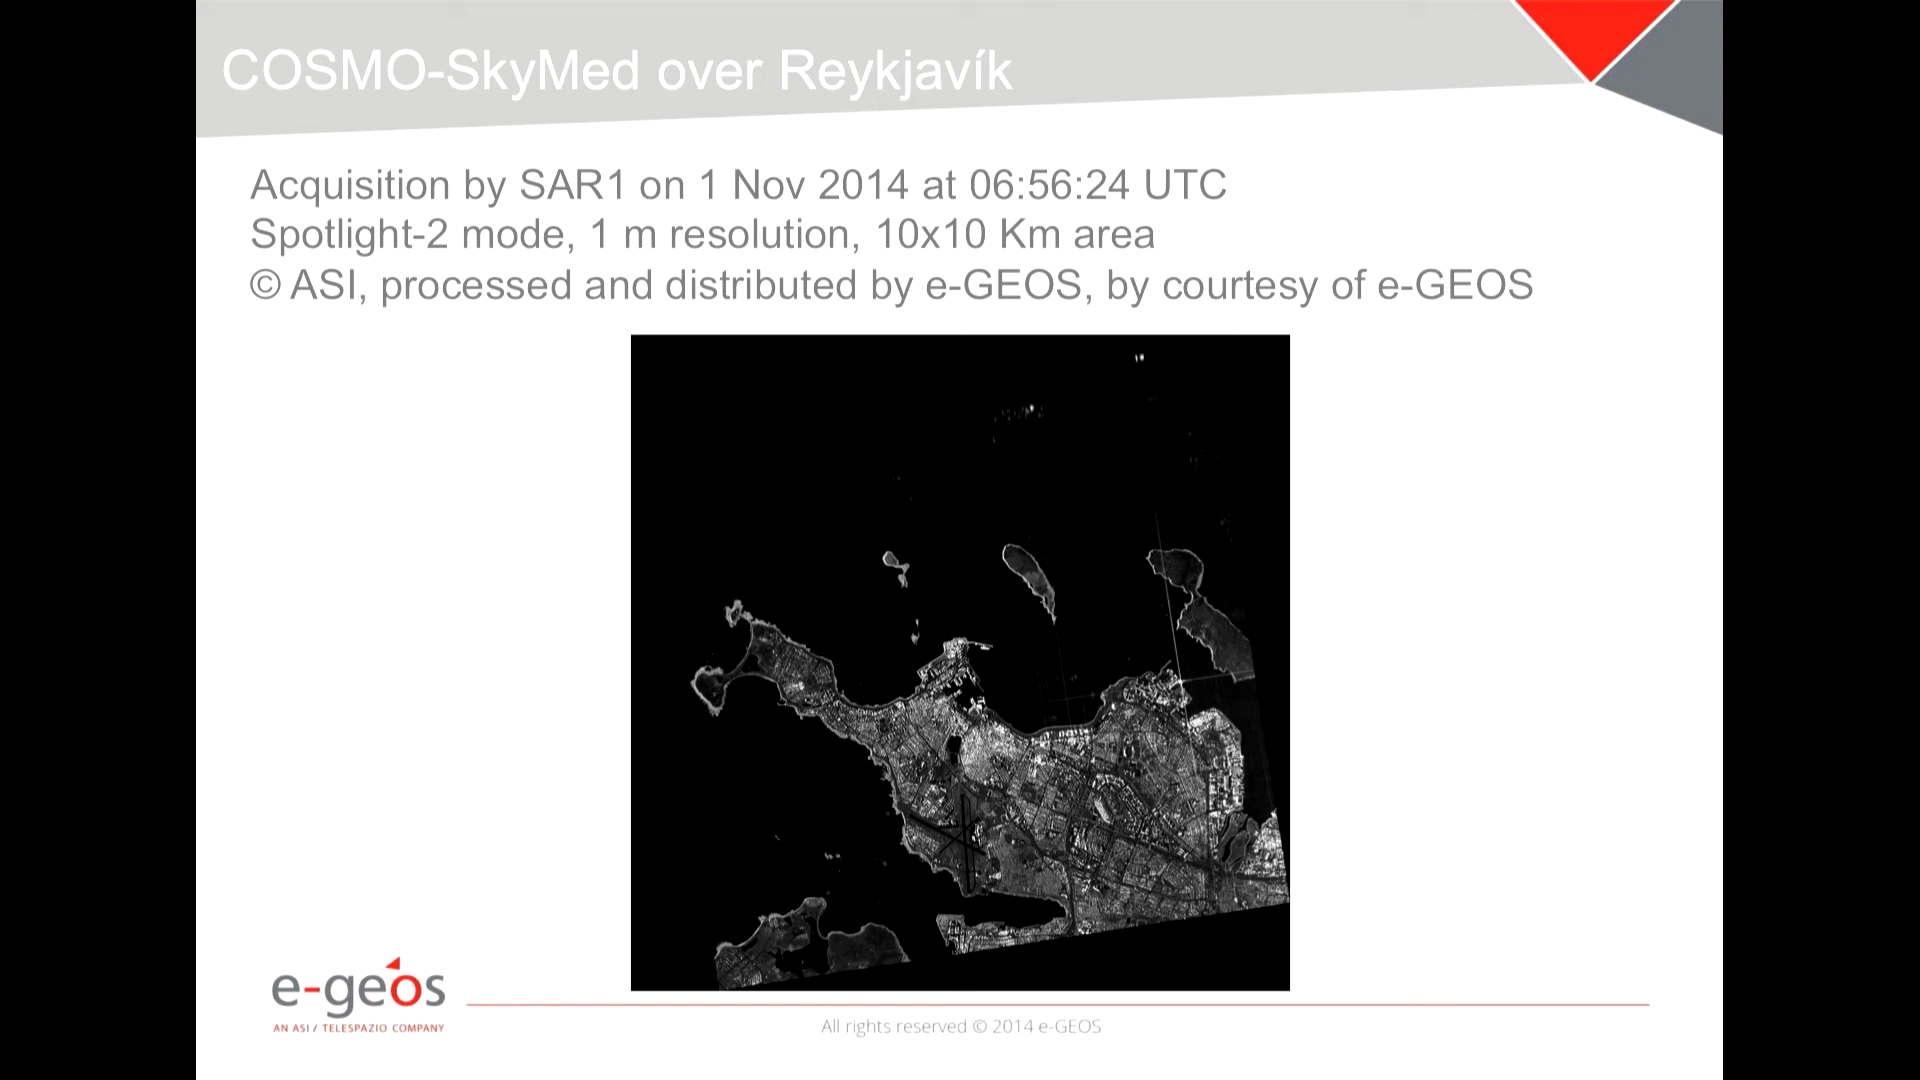 COSMO-SkyMed over Reykjavík
Acquisition by SAR1 on 1 Nov 2014 at 06:56:24 UTC
Spotlight-2 mode, 1 m resolution, 10x10 Km area
© ASI, processed and distributed by e-GEOS, by courtesy of e-GEOS
e-geos
AN ASI / TELESPAZIO COMPANY
All rights reserved © 2014 e-GEOS